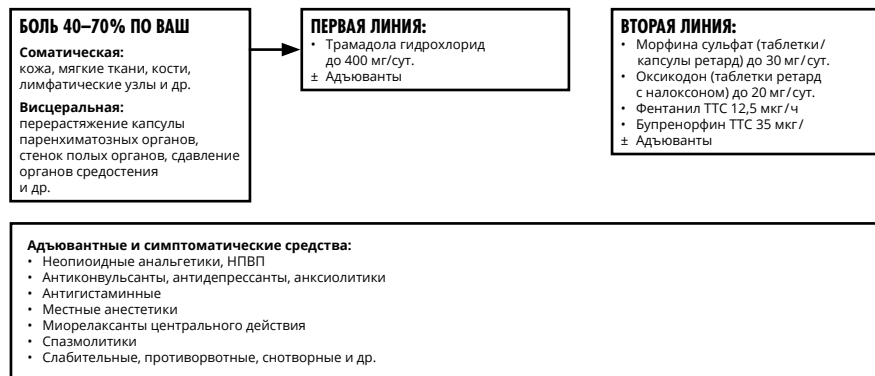 БОЛЬ 40–70% ПО ВАШ
Соматическая:
кожа, мягкие ткани, кости,
лимфатические узлы и др.
Висцеральная:
перерастяжение капсулы
паренхиматозных органов,
стенок полых органов, сдавление
органов средостения
и др.
ПЕРВАЯ ЛИНИЯ:
• Трамадола гидрохлорид
до 400 мг/сут.
± Адъюванты
ВТОРАЯ ЛИНИЯ:
• Морфина сульфат (таблетки/
капсулы ретард) до 30 мг/сут.
• Оксикодон (таблетки ретард
с налоксоном) до 20 мг/сут.
• Фентанил ТТС 12,5 мкг/ч
• Бупренорфин ТТС 35 мкг/
± Адъюванты
Адъювантные и симптоматические средства:
• Неопиоидные анальгетики, НПВП
• Антиконвульсанты, антидепрессанты, анксиолитики
• Антигистаминные
• Местные анестетики
• Миорелаксанты центрального действия
• Спазмолитики
• Слабительные, противорвотные, снотворные и др.